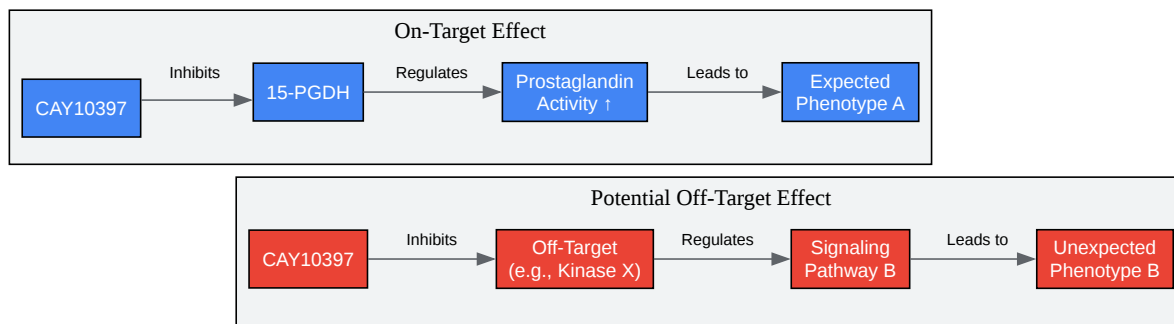 On-Target Effect
CAY10397
Inhibits
15-PGDH
Regulates
Prostaglandin
Activity ↑
Leads to
Expected
Phenotype A
Potential Off-Target Effect
CAY10397
Inhibits
Off-Target
(e.g., Kinase X)
Regulates
Signaling
Pathway B
Leads to
Unexpected
Phenotype B